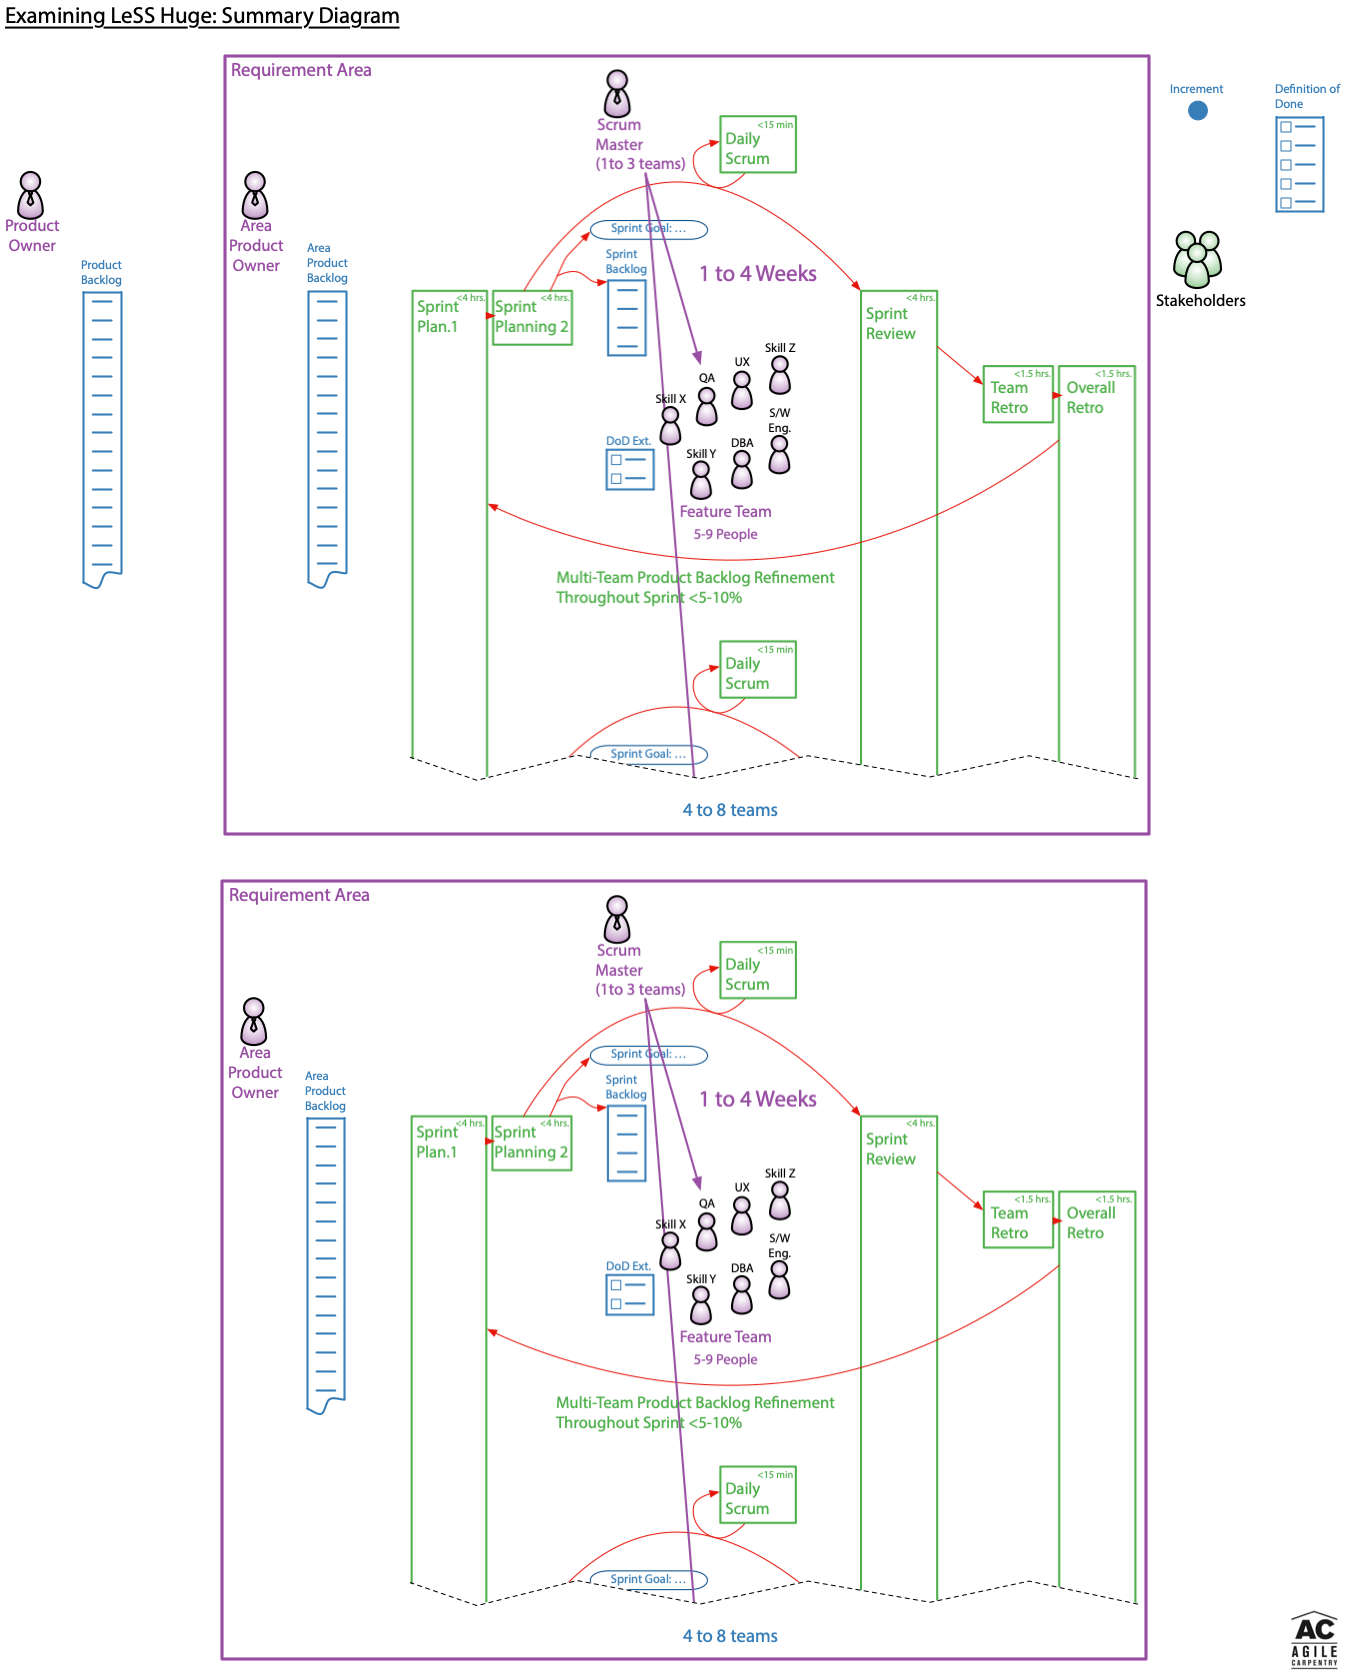 Examining LeSS Huge: Summary Diagram
Requirement Area
Increment
Definition of
Done
Scrum
Master
(1to 3 teams)
<15 min
Daily
Scrum
Product
Owner
Product
Backlog
Area
Product
Owner
Area
Product
Backlog
Sprint Goal: ...
Sprint
Backlog
1 to 4 Weeks
Stakeholders
<4 hrs.
Sprint
Plan.1
<4 hrs.
Sprint
Planning 2
<4 hrs.
Sprint
Review
Skill Z
UX
QA
Skill X
S/W
Eng.
DBA
Skill Y
DoD Ext.
Feature Team
5-9 People
<1.5 hrs.
Team
Retro
<1.5 hrs.
Overall
Retro
Multi-Team Product Backlog Refinement
Throughout Sprint <5-10%
<15 min
Daily
Scrum
Sprint Goal: ...
4 to 8 teams
Requirement Area
Scrum
Master
(1to 3 teams)
<15 min
Daily
Scrum
Area
Product
Owner
Area
Product
Backlog
Sprint Goal: ...
Sprint
Backlog
1 to 4 Weeks
<4 hrs.
Sprint
Plan.1
<4 hrs.
Sprint
Planning 2
<4 hrs.
Sprint
Review
Skill Z
UX
QA
Skill X
S/W
Eng.
DBA
Skill Y
DoD Ext.
Feature Team
5-9 People
<1.5 hrs.
Team
Retro
<1.5 hrs.
Overall
Retro
Multi-Team Product Backlog Refinement
Throughout Sprint <5-10%
<15 min
Daily
Scrum
Sprint Goal: ...
4 to 8 teams
AC
AGILE
CARPENTRY